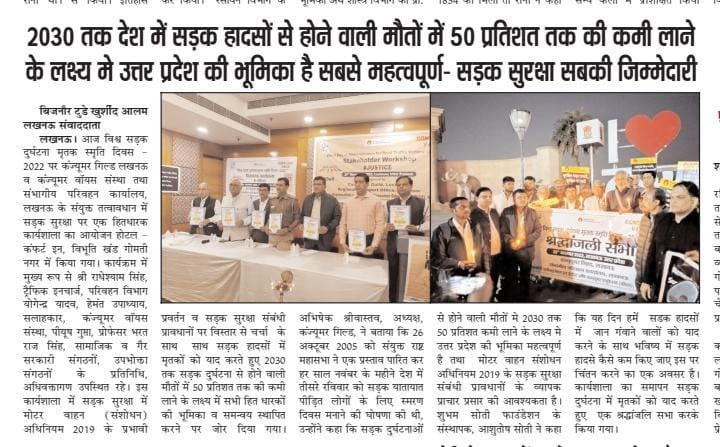 2030 तक देश में सड़क हादसों से होने वाली मौतों में 50 प्रतिशत तक की कमी लाने
के लक्ष्य मे उत्तर प्रदेश की भूमिका है सबसे महत्वपूर्ण- सड़क सुरक्षा सबकी जिम्मेदारी
बिजनौर टुडे खुर्शीद आलम
लखनऊ संवाददाता
लखनऊ। आज विश्व सड़क
दुर्घटना मृतक स्मृति दिवस -
2022 पर कंज्यूमर गिल्ड लखनऊ
व कंज्यूमर वॉयस संस्था तथा
संभागीय परिवहन कार्यालय,
लखनऊ के संयुक्त तत्वावधान में
सड़क सुरक्षा पर एक हितधारक
कार्यशाला का आयोजन होटल -
कंफर्ट इन, विभूति खंड गोमती
नगर में किया गया। कार्यक्रम में
मुख्य रूप से श्री राधेश्याम सिंह,
ट्रैफिक इनचार्ज, परिवहन विभाग
योगेन्द्र यादव, हेमंत उपाध्याय,
सलाहकार, कंज्यूमर वॉयस
संस्था, पीयूष गुप्ता, प्रोफेसर भरत
राज सिंह, सामाजिक व गैर
सरकारी संगठनों, उपभोक्ता
संगठनों के प्रतिनिधि,
अधिवक्तागण उपस्थित रहे। इस
कार्यशाला में सड़क सुरक्षा में
मोटर वाहन (संशोधन)
अधिनियम 2019 के प्रभावी
Stakeholder Workshop
श्रद्धांजली सभा
प्रवर्तन व सड़क सुरक्षा संबंधी
प्रावधानों पर विस्तार से चर्चा के
साथ साथ सड़क हादसों में
मृतकों को याद करते हुए 2030
तक सड़क दुर्घटना से होने वाली
मौतों में 50 प्रतिशत की कमी
लाने के लक्ष्य में सभी हित धारकों
की भूमिका व समन्वय स्थापित
करने पर जोर दिया गया।
अभिषेक श्रीवास्तव, अध्यक्ष,
कंज्यूमर गिल्ड, ने बताया कि 26
अक्टूबर 2005 को संयुक्त राष्ट्र
महासभा ने एक प्रस्ताव पारित कर
हर साल नवंबर के महीने देश में
तीसरे रविवार को सड़क यातायात
पीड़ित लोगों के लिए स्मरण
दिवस मनाने की घोषणा की थी,
उन्होंने कहा कि सड़क दुर्घटनाओं
से होने वाली मौतों मे 2030 तक
50 प्रतिशत कमी लाने के लक्ष्य मे
उत्तर प्रदेश की भूमिका महत्वपूर्ण
है तथा मोटर वाहन संशोधन
अधिनियम 2019 के सड़क
सुरक्षा संबंधी प्रावधानों के व्यापक
प्राचार प्रसार की आवश्यकता है।
शुभम सोती फाउंडेशन के
संस्थापक, आशुतोष सोती ने कहा
कि यह दिन हमें सड़क हादसों
में जान गंवाने वालों को याद
करने के साथ भविष्य में सड़क
हादसे कैसे कम किए जाए इस पर
चिंतन करने का एक अवसर है।
कार्यशाला का समापन सड़क
दुर्घटना में मृतकों को याद करते
हुए एक श्रद्धांजलि सभा करके
किया गया।